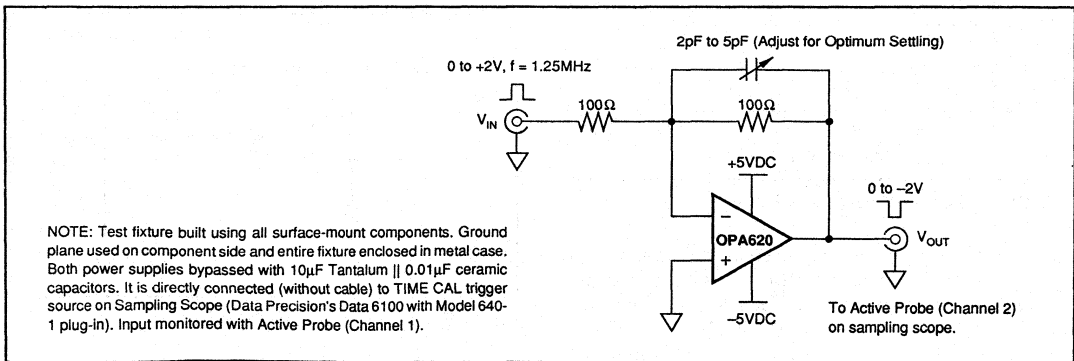 2pF to 5pF (Adjust for Optimum Settling)
0 to +2V, f = 1.25MHz
VIN
100Ω
100Ω
+5VDC
–
OPA620
+
–5VDC
0 to –2V
VOUT
To Active Probe (Channel 2)
on sampling scope.
NOTE: Test fixture built using all surface-mount components. Ground
plane used on component side and entire fixture enclosed in metal case.
Both power supplies bypassed with 10µF Tantalum || 0.01µF ceramic
capacitors. It is directly connected (without cable) to TIME CAL trigger
source on Sampling Scope (Data Precision's Data 6100 with Model 640-
1 plug-in). Input monitored with Active Probe (Channel 1).